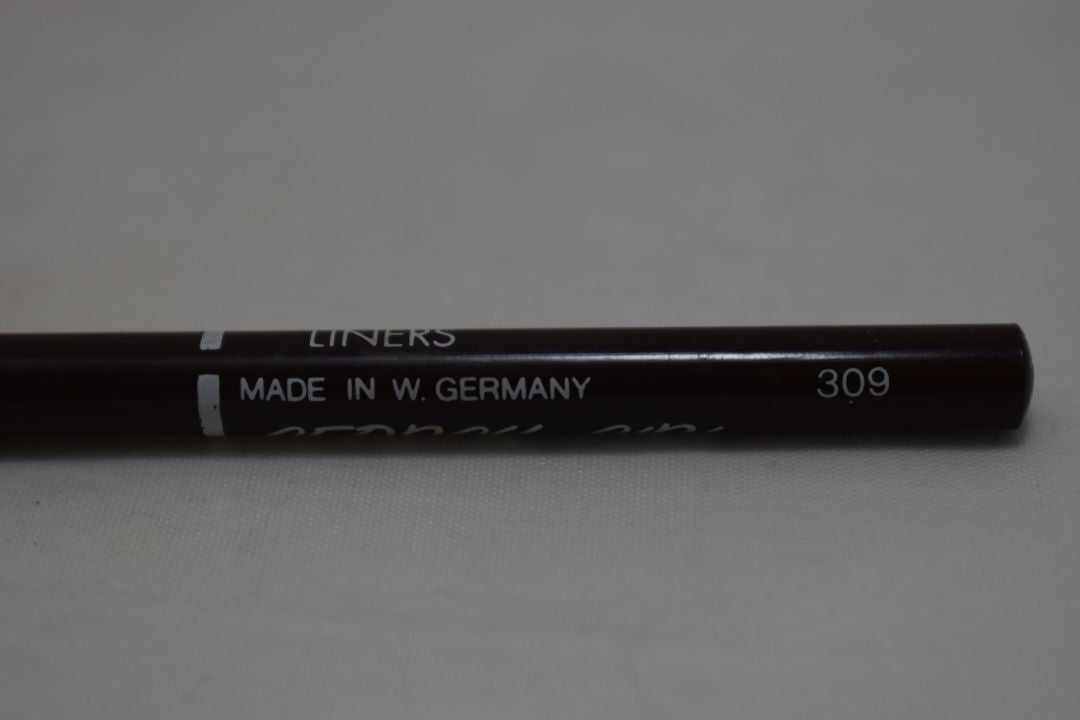 LINERS
MADE IN W. GERMANY 309